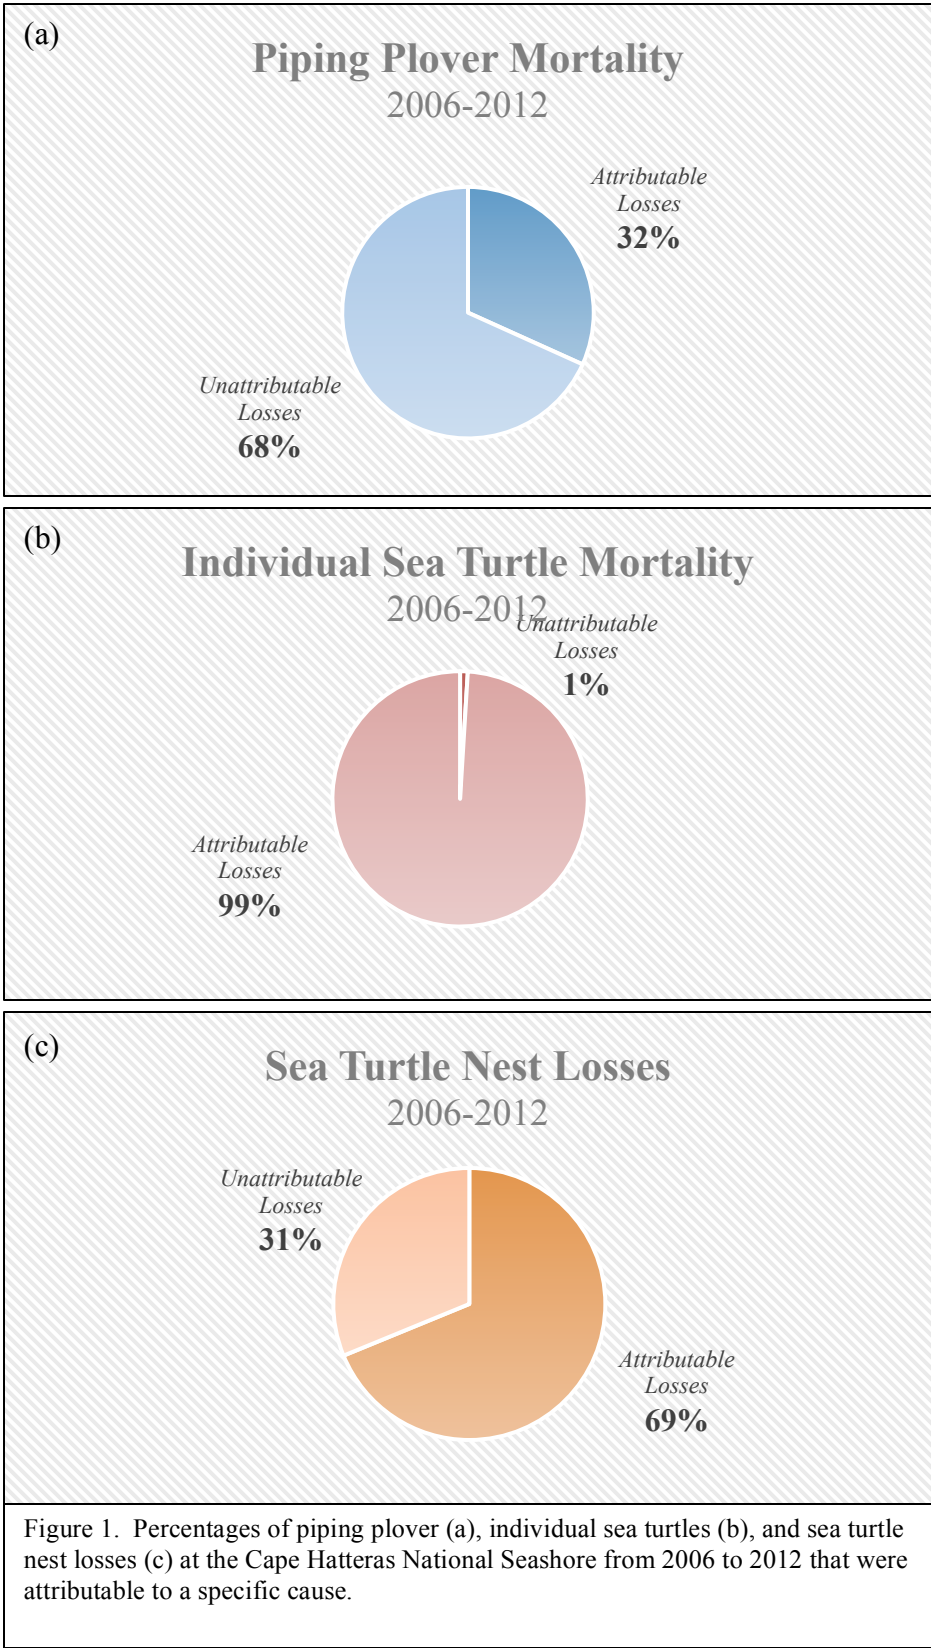 (a)
Piping Plover Mortality
2006-2012
Attributable
Losses
32%
Unattributable
Losses
68%
(b)
Individual Sea Turtle Mortality
2006-2012
Unattributable
Losses
1%
Attributable
Losses
99%
(c)
Sea Turtle Nest Losses
2006-2012
Unattributable
Losses
31%
Attributable
Losses
69%
Figure 1.  Percentages of piping plover (a), individual sea turtles (b), and sea turtle
nest losses (c) at the Cape Hatteras National Seashore from 2006 to 2012 that were
attributable to a specific cause.